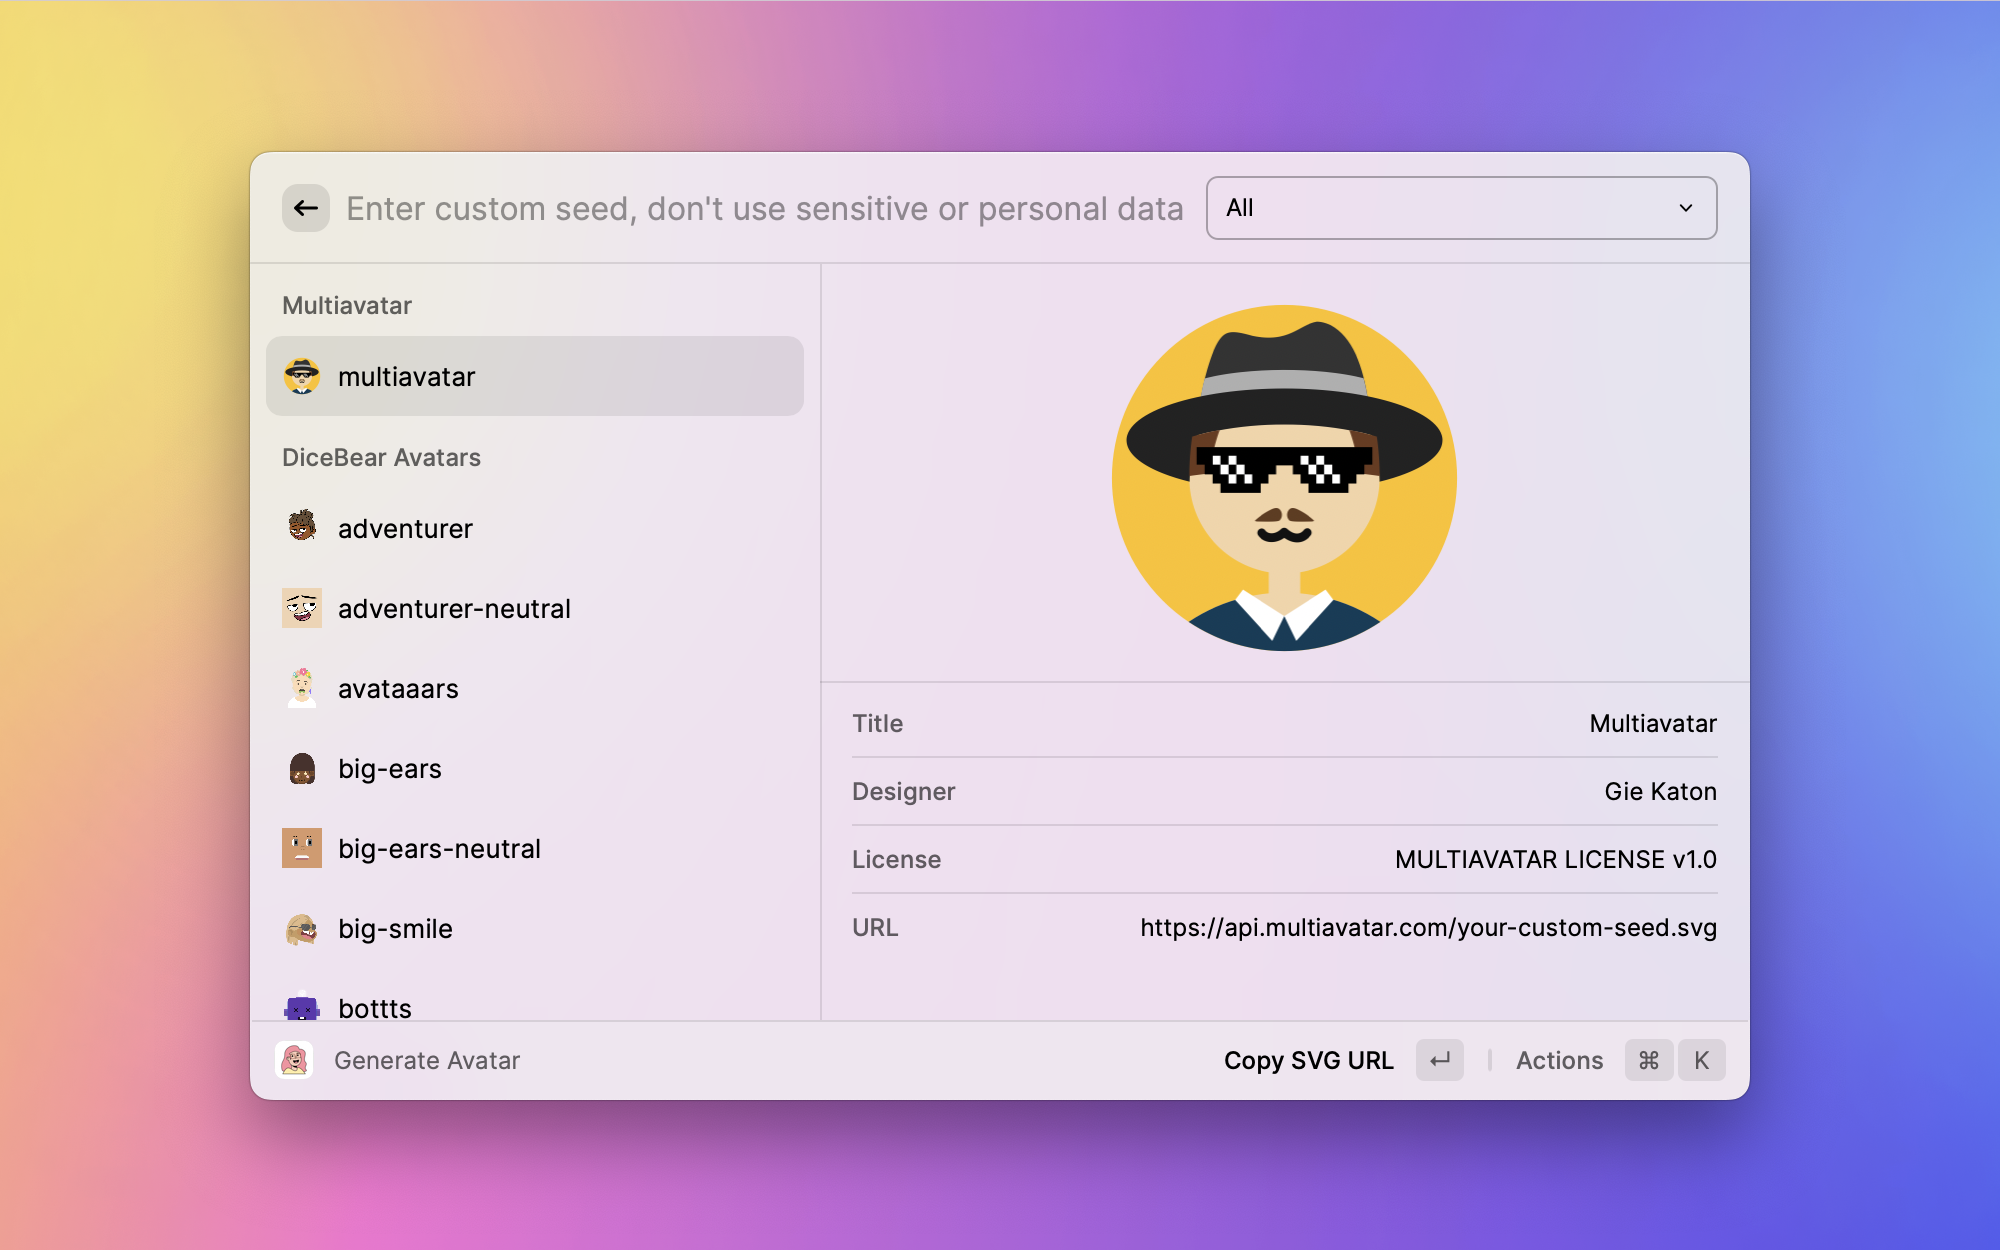 Enter custom seed, don't use sensitive or personal data
All
Multiavatar
multiavatar
DiceBear Avatars
adventurer
adventurer-neutral
avataaars
big-ears
big-ears-neutral
big-smile
bottts
Title Multiavatar
Designer Gie Katon
License MULTIAVATAR LICENSE v1.0
URL https://api.multiavatar.com/your-custom-seed.svg
Generate Avatar
Copy SVG URL ↵ Actions ⌘ K